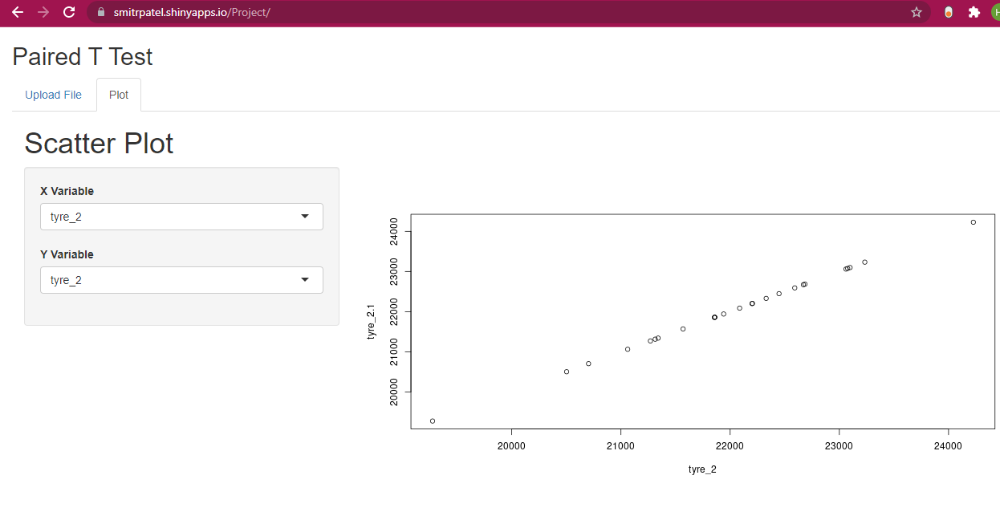 smitrpatel.shinyapps.io/Project/
H
Paired T Test
Upload File
Plot
Scatter Plot
X Variable
tyre_2
Y Variable
tyre_2
tyre_2.1
24000
23000
22000
21000
20000
20000 21000 22000 23000 24000
tyre_2